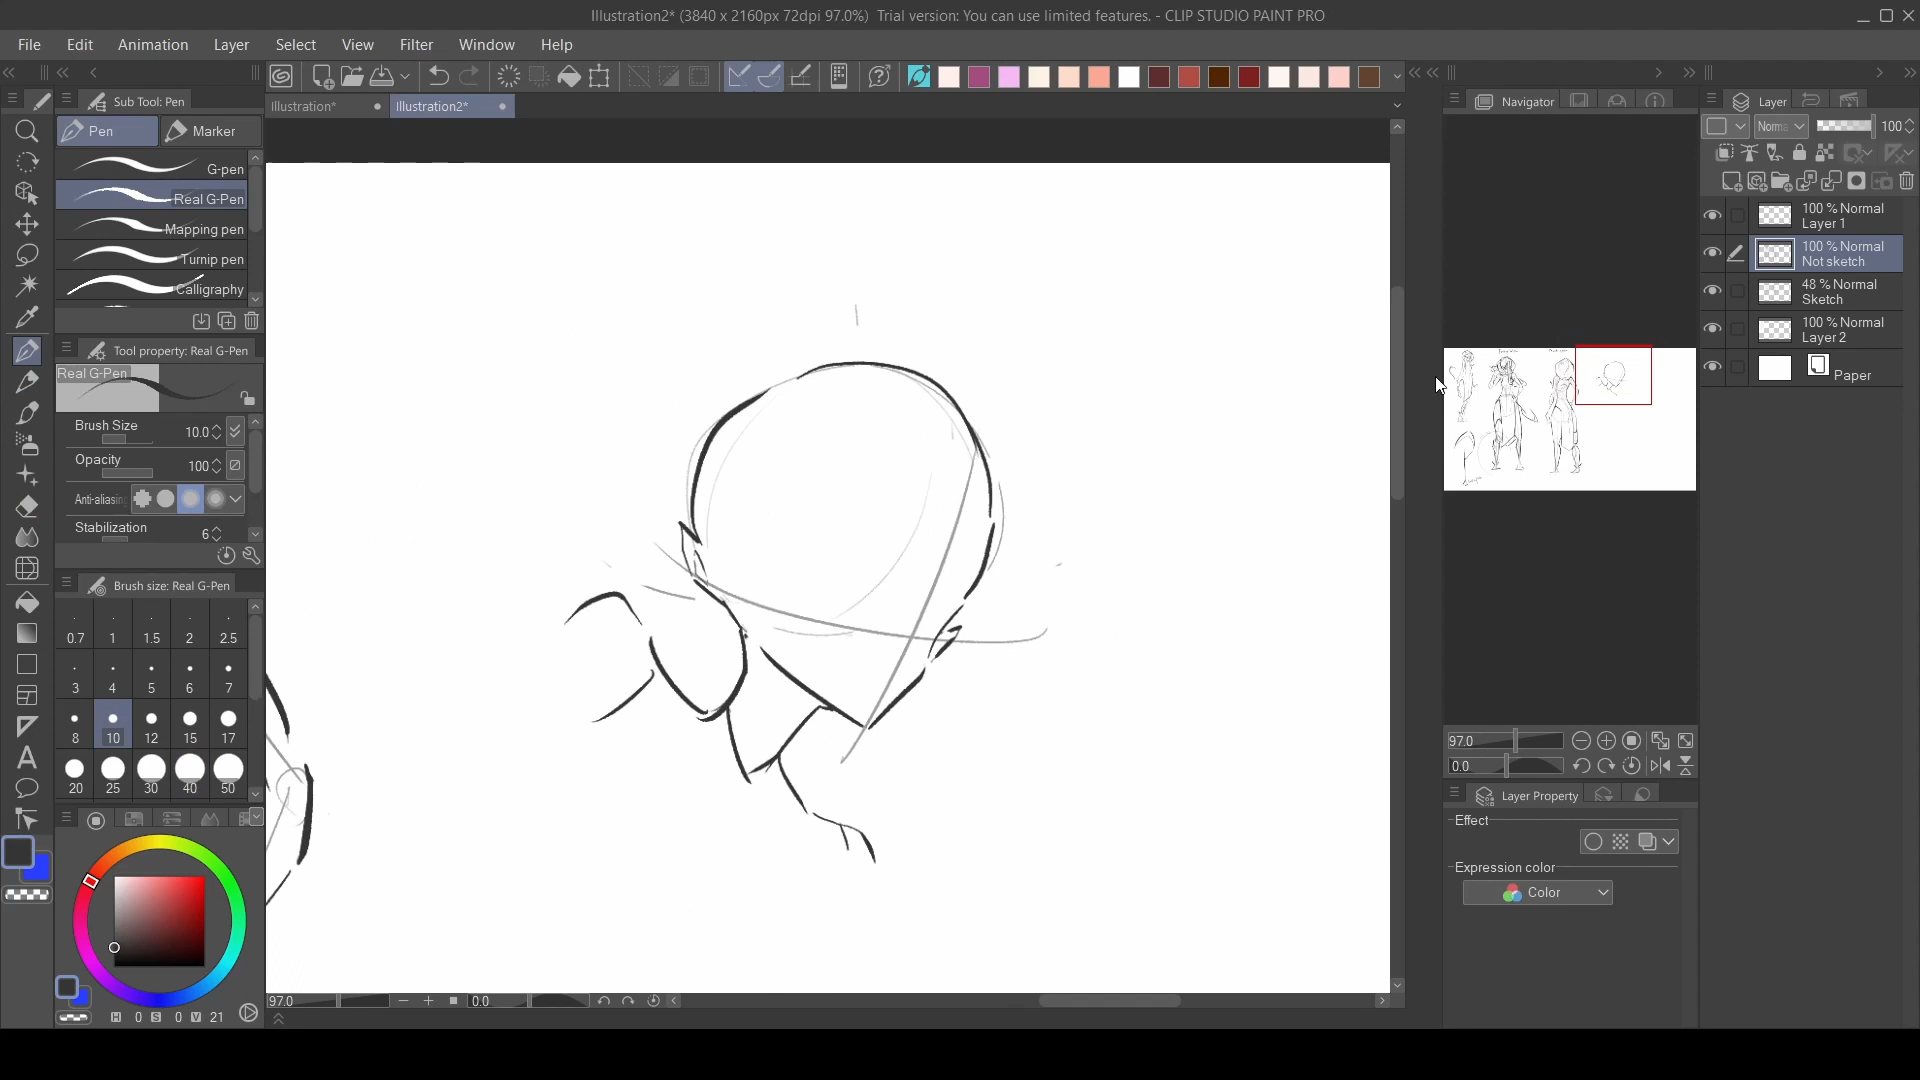 Illustration2* (3840 x 2160px 72dpi 97.0%)  Trial version: You can use limited features. - CLIP STUDIO PAINT PRO
File Edit Animation Layer Select View Filter Window Help
Sub Tool: Pen
Illustration*
Illustration2*
Navigator
Layer
Pen
Marker
Norma
100
G-pen
Real G-Pen
Mapping pen
Turnip pen
Calligraphy
100 % Normal
Layer 1
100 % Normal
Not sketch
48 % Normal
Sketch
100 % Normal
Layer 2
Paper
Tool property: Real G-Pen
Real G-Pen
Brush Size
10.0
Opacity
100
Anti-aliasin
Stabilization
6
Brush size: Real G-Pen
0.7 1 1.5 2 2.5
3 4 5 6 7
8 10 12 15 17
20 25 30 40 50
97.0
0.0
Layer Property
Effect
Expression color
Color
H 0 S 0 V 21
97.0
0.0